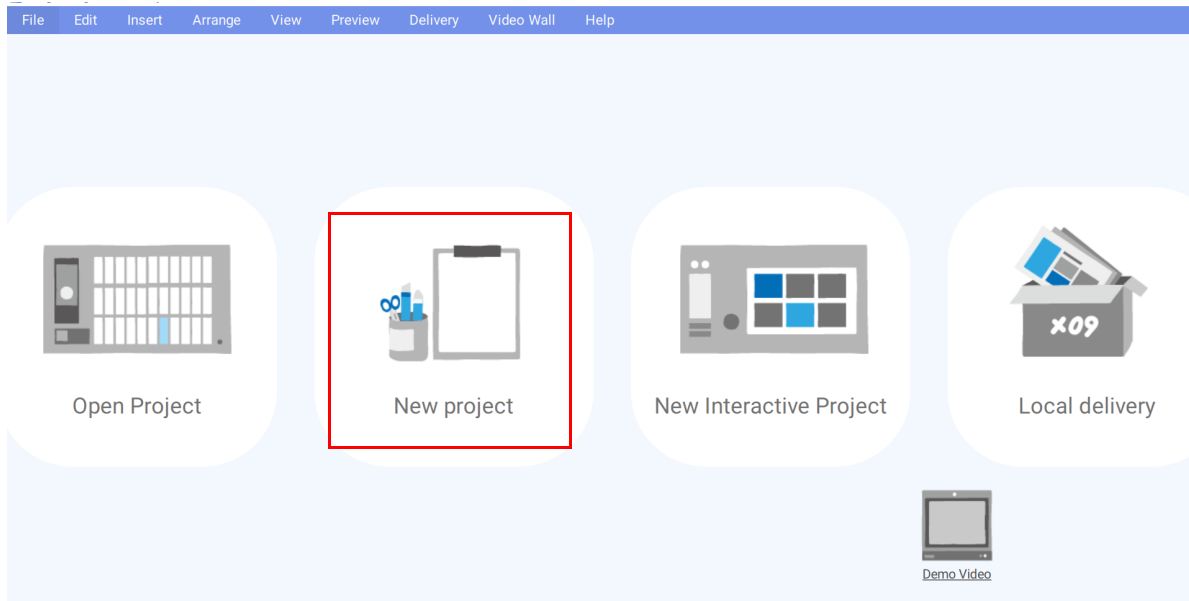 File Edit Insert Arrange View Preview Delivery Video Wall Help
x09
Open Project New project New Interactive Project Local delivery
Demo Video